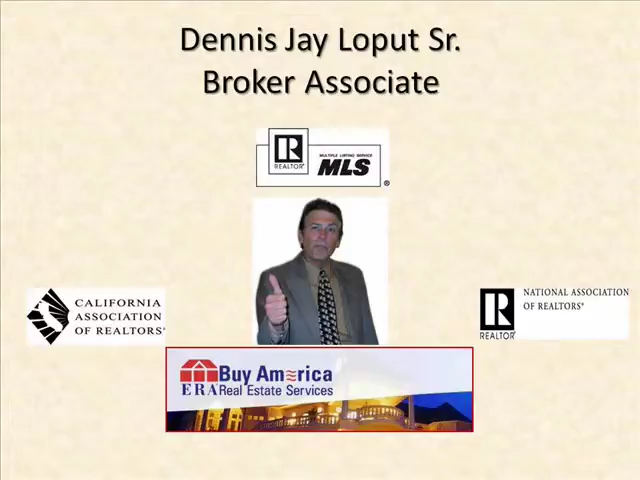 Dennis Jay Loput Sr.
Broker Associate
REALTOR®
MULTIPLE LISTING SERVICE
MLS®
CALIFORNIA
ASSOCIATION
OF REALTORS®
REALTOR®
NATIONAL ASSOCIATION
OF REALTORS®
Buy America
ERA Real Estate Services